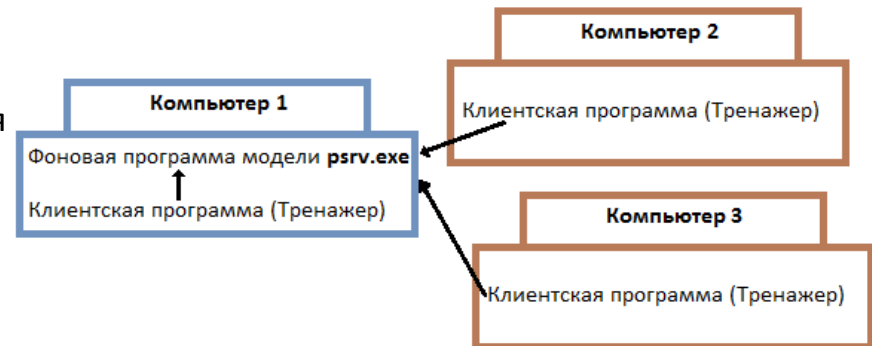 Компьютер 2
Клиентская программа (Тренажер)
я
Компьютер 1
Фоновая программа модели psrv.exe
Клиентская программа (Тренажер)
Компьютер 3
Клиентская программа (Тренажер)